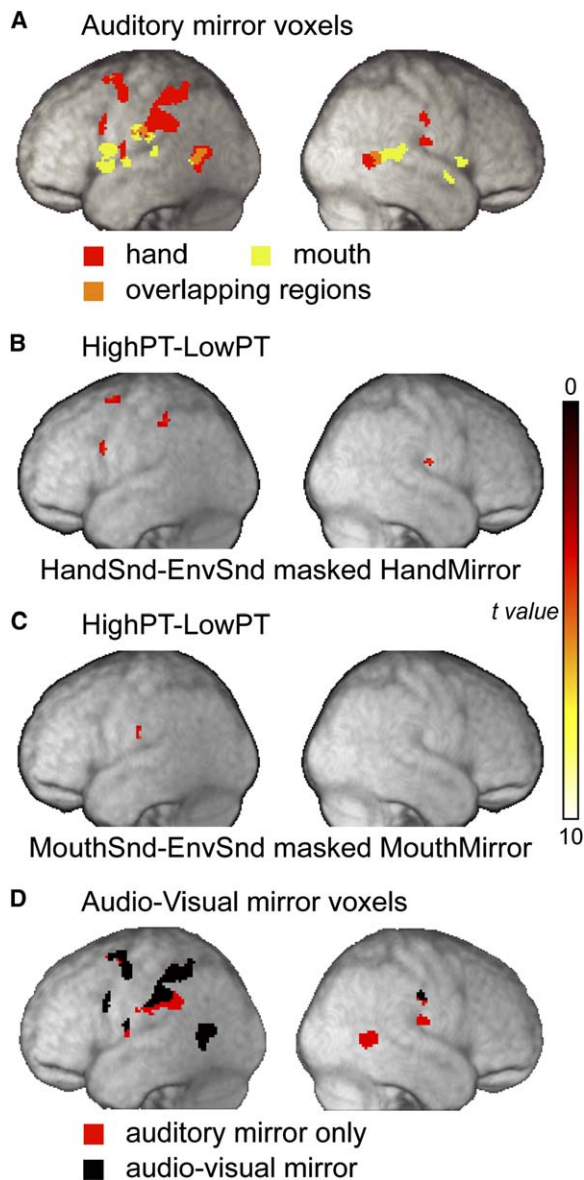 A Auditory mirror voxels
hand mouth
overlapping regions
B HighPT-LowPT
HandSnd-EnvSnd masked HandMirror
C HighPT-LowPT
MouthSnd-EnvSnd masked MouthMirror
0
t value
10
D Audio-Visual mirror voxels
auditory mirror only
audio-visual mirror